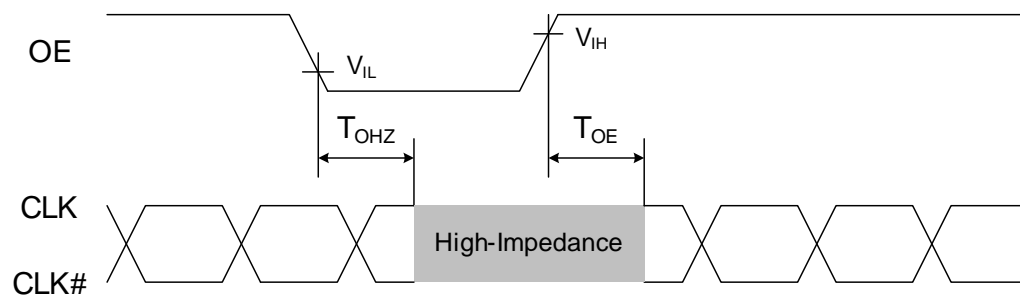 OE
V_IL
V_IH
T_OHZ
T_OE
CLK
High-Impedance
CLK#